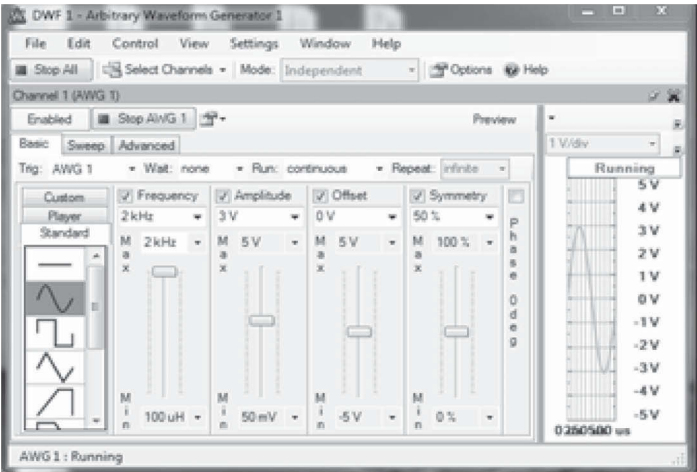 DWF 1 - Arbitrary Waveform Generator 1
File Edit Control View Settings Window Help
Stop All Select Channels Mode: Independent Options Help
Channel 1 (AWG 1)
Enabled Stop AWG 1 Preview
Basic Sweep Advanced
1 V/div
Trig: AWG 1 Wait: none Run: continuous Repeat: infinite
Running
Custom
Player
Standard
Frequency Amplitude Offset Symmetry
2 kHz 3 V 0 V 50 %
Max 2 kHz Max 5 V Max 5 V Max 100 %
Phase 0 deg
Min 100 uH Min 50 mV Min -5 V Min 0 %
5 V
4 V
3 V
2 V
1 V
0 V
-1 V
-2 V
-3 V
-4 V
-5 V
0 250 500 us
AWG 1 : Running